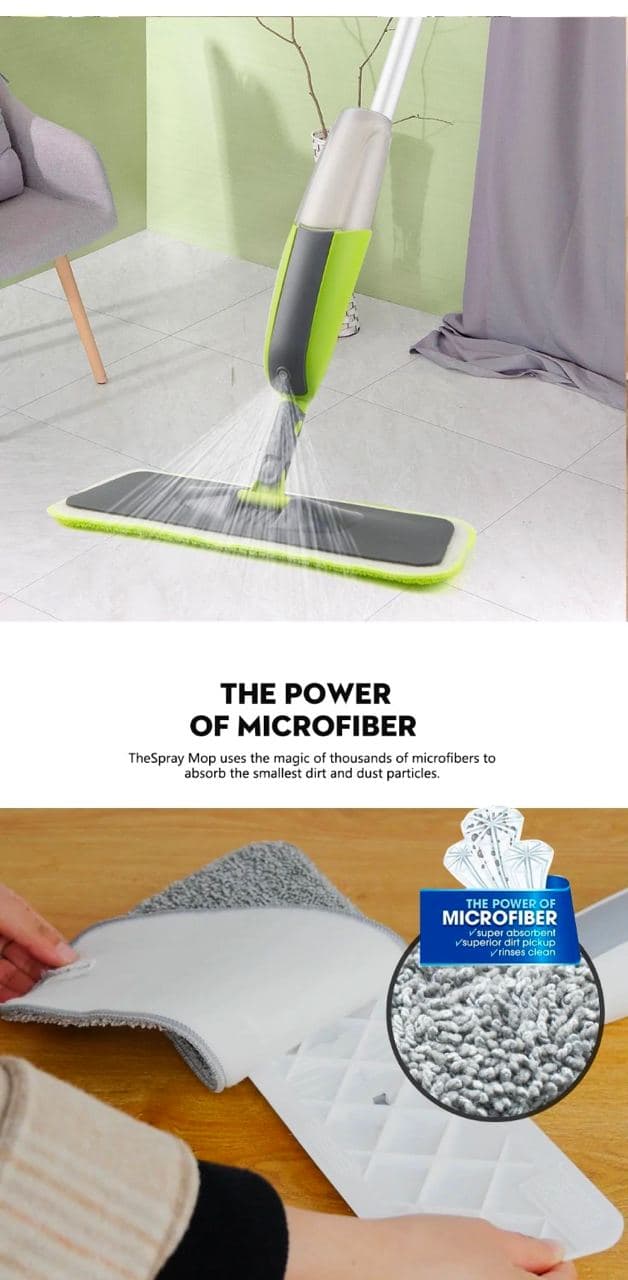 THE POWER
OF MICROFIBER
TheSpray Mop uses the magic of thousands of microfibers to
absorb the smallest dirt and dust particles.
THE POWER OF
MICROFIBER
✓super absorbent
✓superior dirt pickup
✓rinses clean